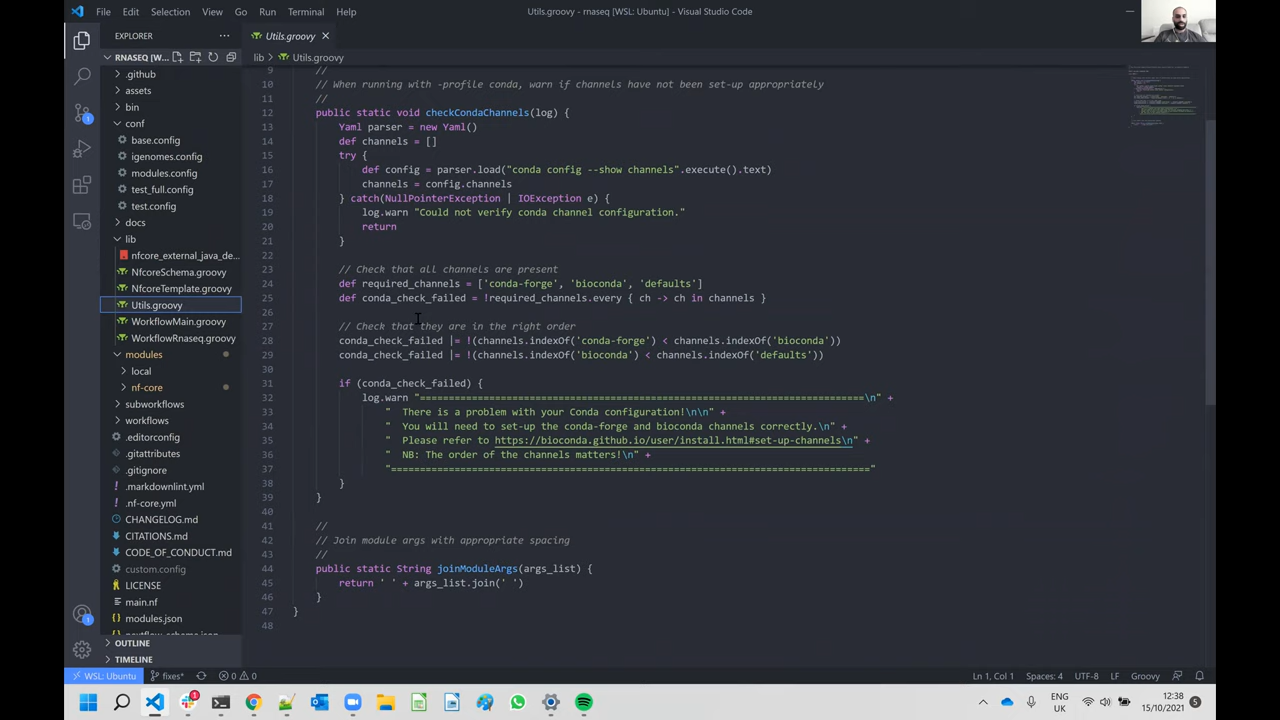 File Edit Selection View Go Run Terminal Help
Utils.groovy - rnaseq [WSL: Ubuntu] - Visual Studio Code
EXPLORER
RNASEQ [W...
.github
assets
bin
conf
base.config
igenomes.config
modules.config
test_full.config
test.config
docs
lib
nfcore_external_java_de...
NfcoreSchema.groovy
NfcoreTemplate.groovy
Utils.groovy
WorkflowMain.groovy
WorkflowRnaseq.groovy
modules
local
nf-core
subworkflows
workflows
.editorconfig
.gitattributes
.gitignore
.markdownlint.yml
.nf-core.yml
CHANGELOG.md
CITATIONS.md
CODE_OF_CONDUCT.md
custom.config
LICENSE
main.nf
modules.json
nextflow_schema.json
OUTLINE
TIMELINE
Utils.groovy
lib > Utils.groovy
9 //
10 // When running with -profile conda, warn if channels have not been set-up appropriately
11 //
12 public static void checkCondaChannels(log) {
13 Yaml parser = new Yaml()
14 def channels = []
15 try {
16 def config = parser.load("conda config --show channels".execute().text)
17 channels = config.channels
18 } catch(NullPointerException | IOException e) {
19 log.warn "Could not verify conda channel configuration."
20 return
21 }
22
23 // Check that all channels are present
24 def required_channels = ['conda-forge', 'bioconda', 'defaults']
25 def conda_check_failed = !required_channels.every { ch -> ch in channels }
26
27 // Check that they are in the right order
28 conda_check_failed |= !(channels.indexOf('conda-forge') < channels.indexOf('bioconda'))
29 conda_check_failed |= !(channels.indexOf('bioconda') < channels.indexOf('defaults'))
30
31 if (conda_check_failed) {
32 log.warn "=============================================================================\n" +
33 " There is a problem with your Conda configuration!\n\n" +
34 " You will need to set-up the conda-forge and bioconda channels correctly.\n" +
35 " Please refer to https://bioconda.github.io/user/install.html#set-up-channels\n" +
36 " NB: The order of the channels matters!\n" +
37 "==================================================================================="
38 }
39 }
40
41 //
42 // Join module args with appropriate spacing
43 //
44 public static String joinModuleArgs(args_list) {
45 return ' ' + args_list.join(' ')
46 }
47 }
48
WSL: Ubuntu fixes* 0 0
Ln 1, Col 1 Spaces: 4 UTF-8 LF Groovy
ENG
UK
12:38
15/10/2021